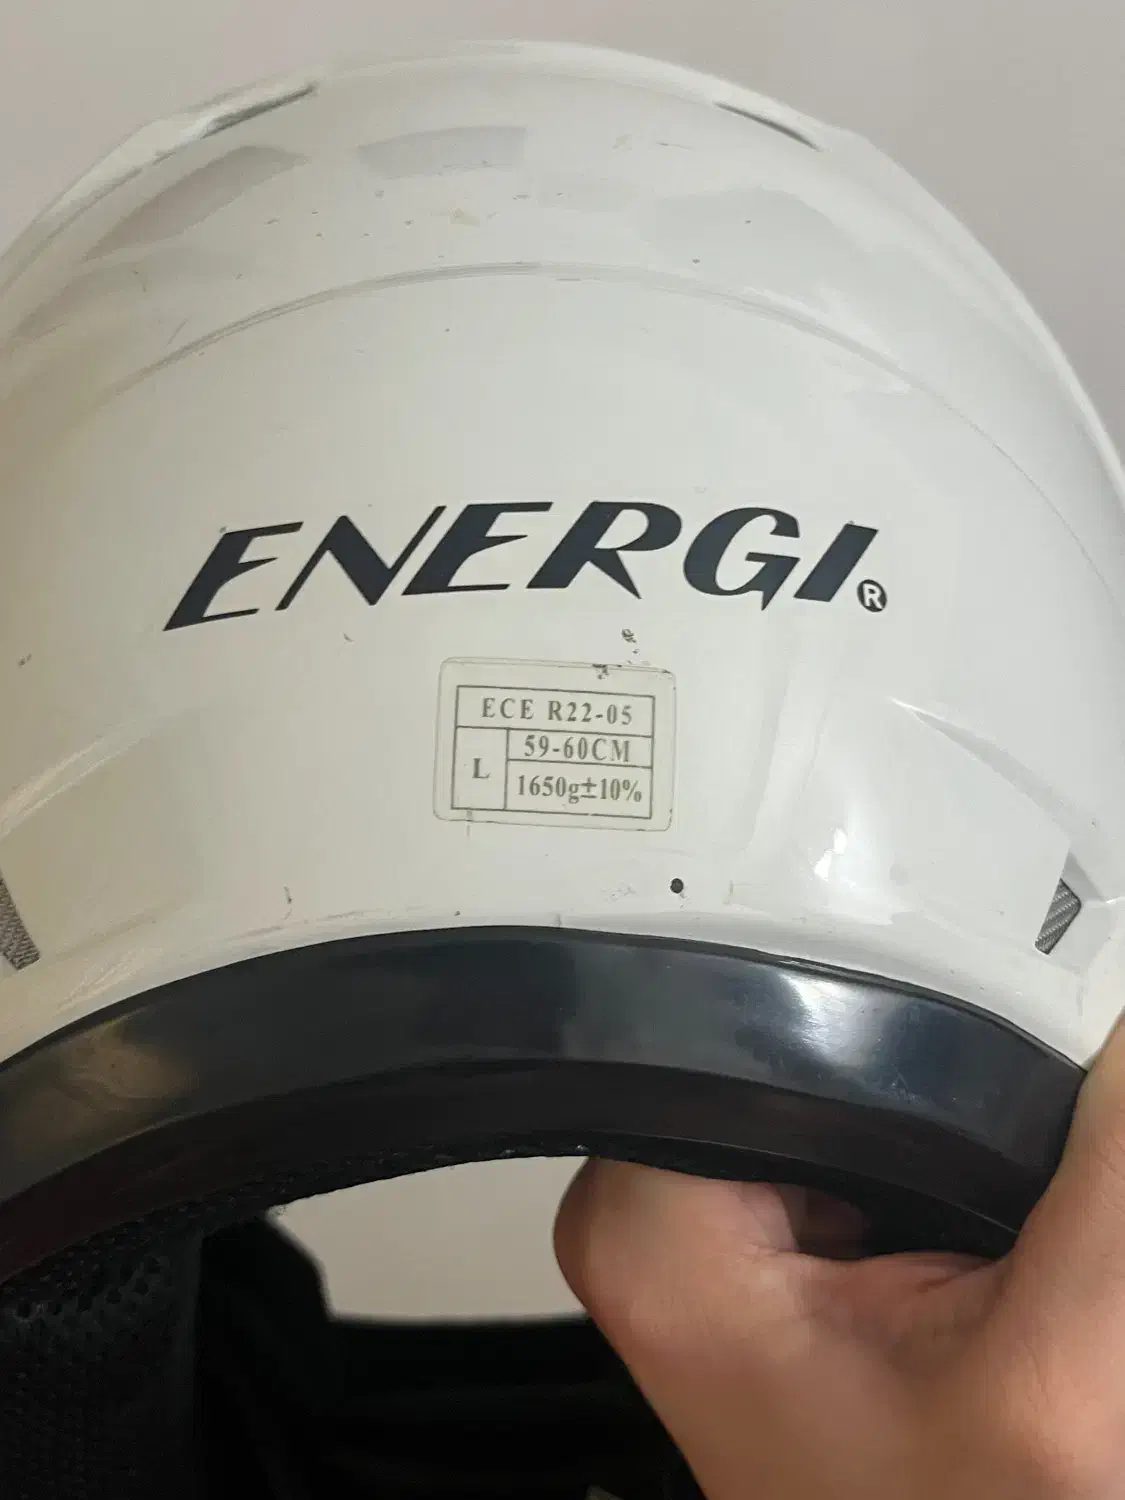 ENERGI®
ECE R22-05
L
59-60CM
1650g±10%